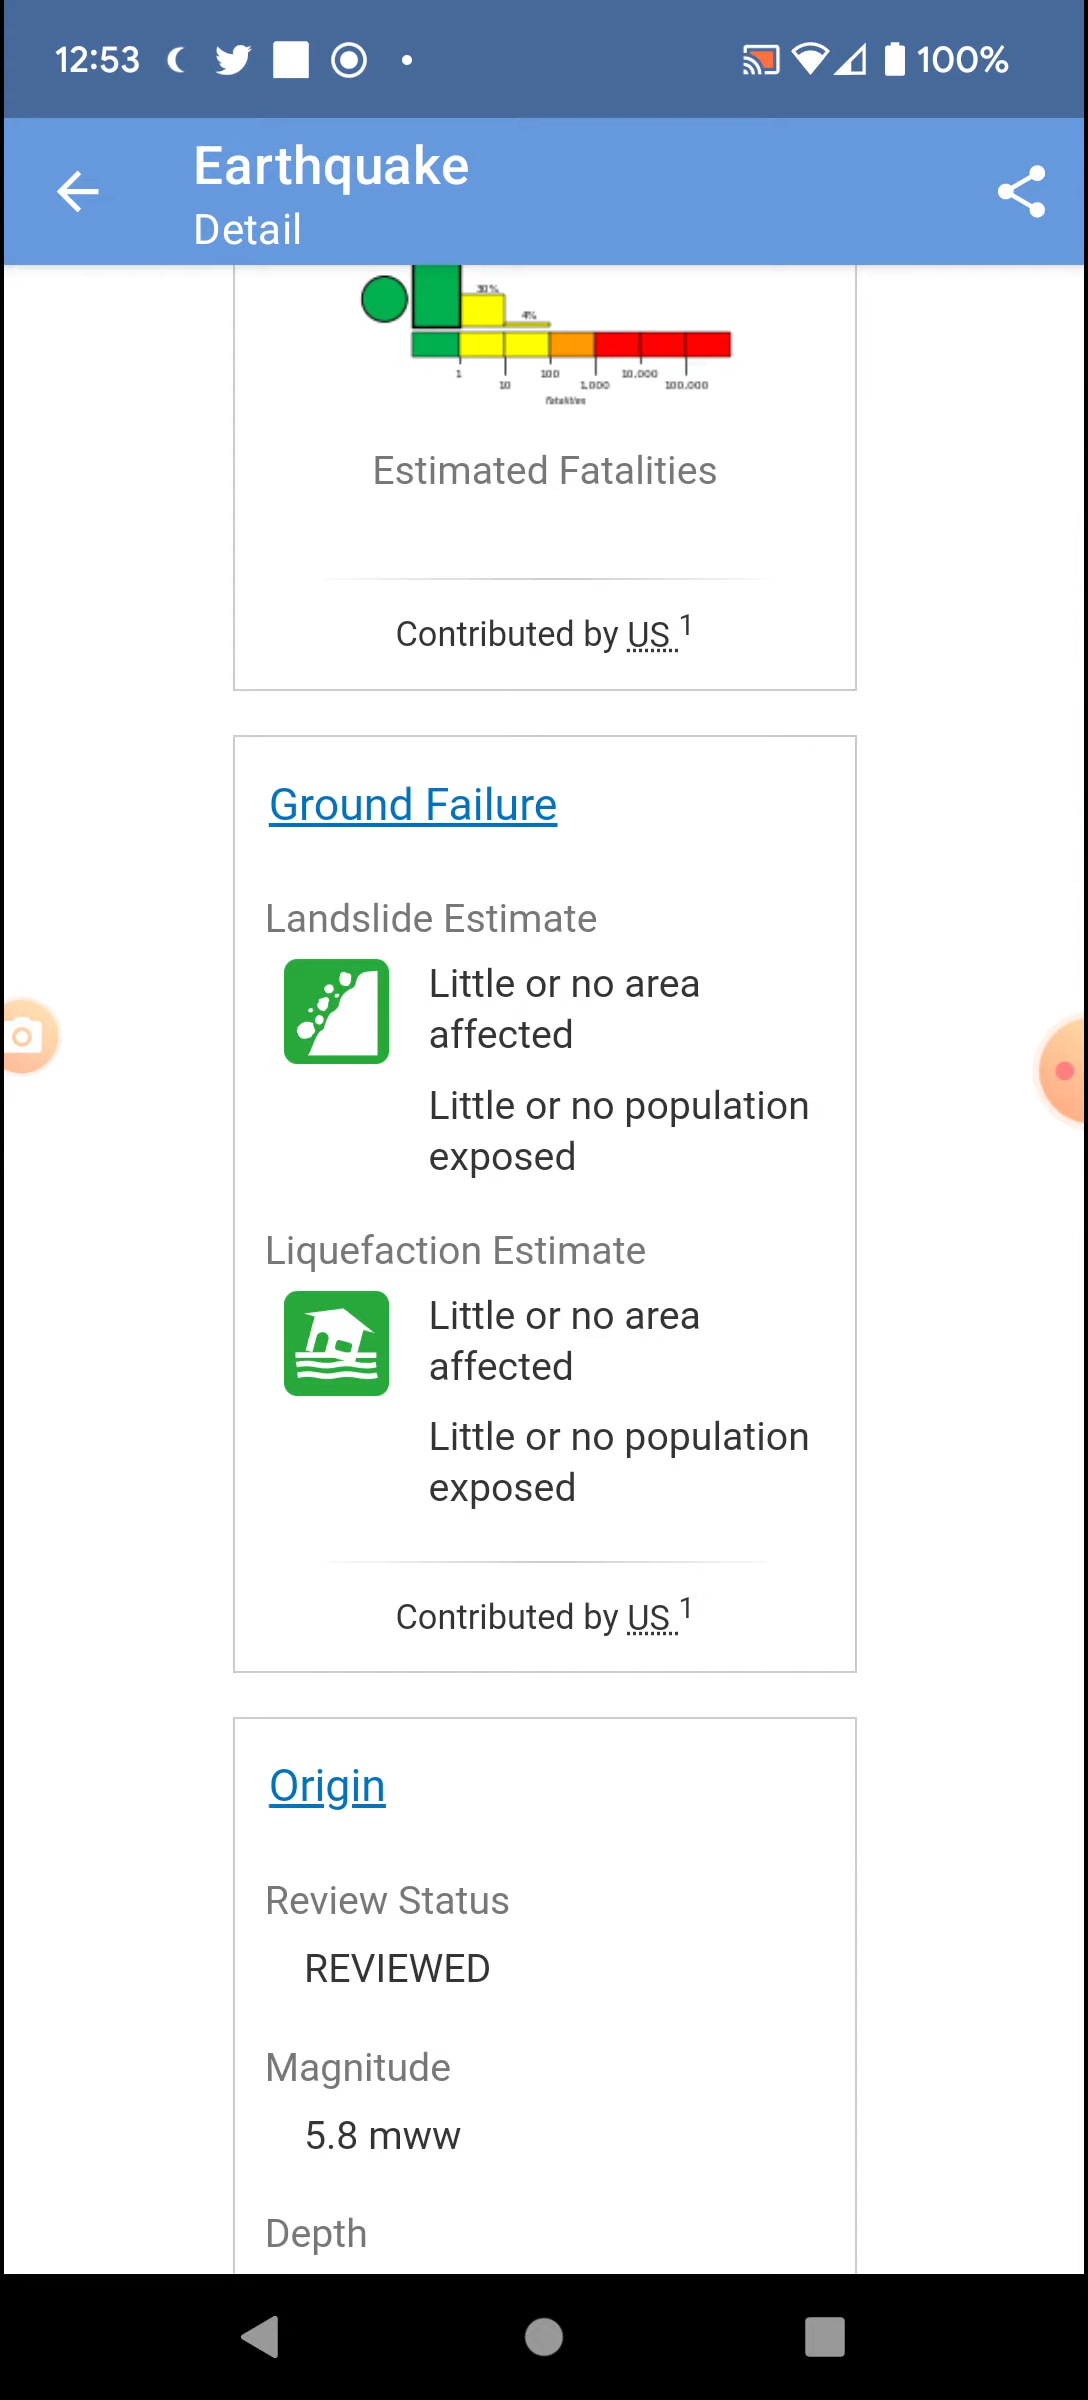 12:53
100%
Earthquake
Detail
30%
4%
1 100 10,000
10 1,000 100,000
Fatalities
Estimated Fatalities
Contributed by US 1
Ground Failure
Landslide Estimate
Little or no area
affected
Little or no population
exposed
Liquefaction Estimate
Little or no area
affected
Little or no population
exposed
Contributed by US 1
Origin
Review Status
REVIEWED
Magnitude
5.8 mww
Depth